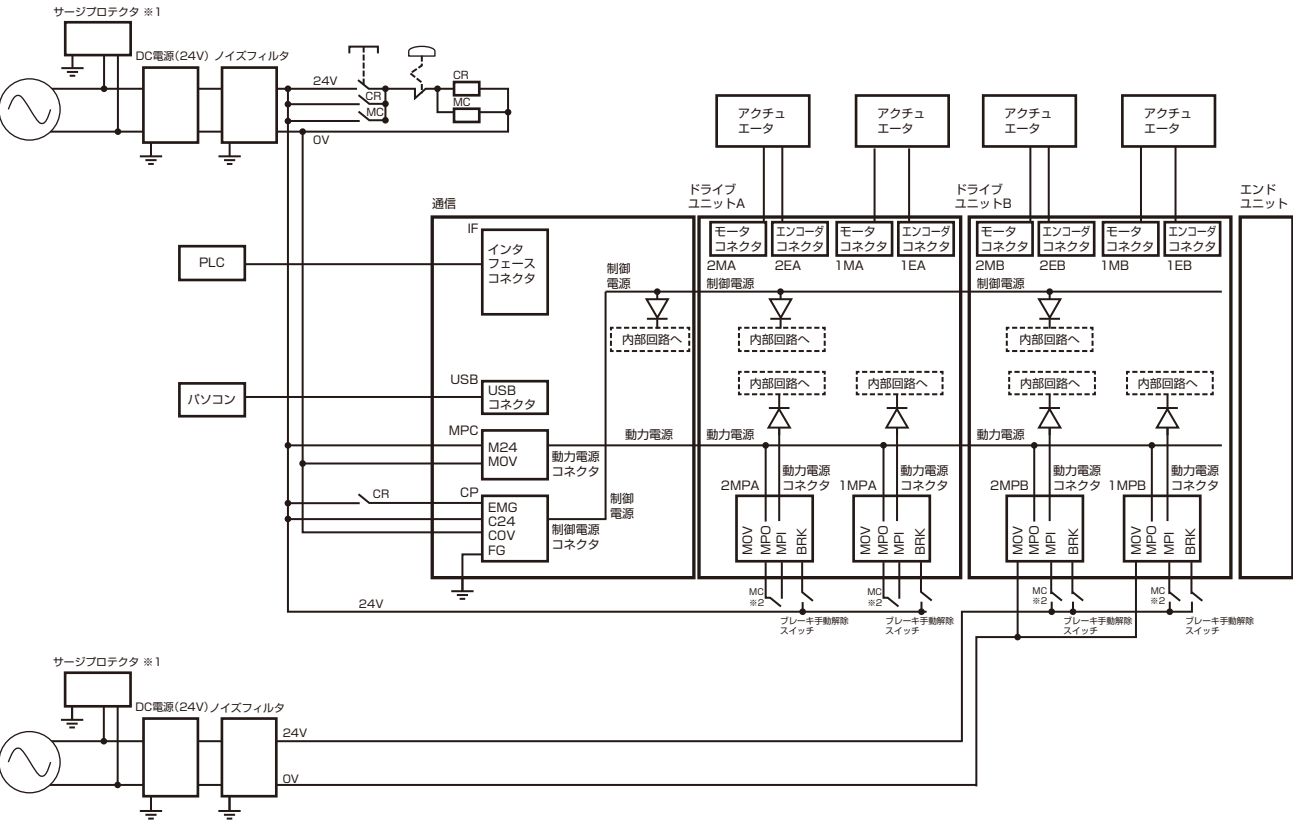 サージプロテクタ ※1
DC電源(24V) ノイズフィルタ
24V
CR
MC
CR
MC
0V
アクチュ
エータ
アクチュ
エータ
アクチュ
エータ
アクチュ
エータ
通信
ドライブ
ユニットA
ドライブ
ユニットB
エンド
ユニット
PLC
IF
インタ
フェース
コネクタ
モータ
コネクタ
エンコーダ
コネクタ
モータ
コネクタ
エンコーダ
コネクタ
モータ
コネクタ
エンコーダ
コネクタ
モータ
コネクタ
エンコーダ
コネクタ
2MA
2EA
1MA
1EA
2MB
2EB
1MB
1EB
制御
電源
制御電源
制御電源
内部回路へ
内部回路へ
内部回路へ
内部回路へ
内部回路へ
内部回路へ
内部回路へ
パソコン
USB
USB
コネクタ
MPC
M24
MOV
動力電源
コネクタ
動力電源
動力電源
動力電源
CR
CP
EMG
C24
COV
FG
制御電源
コネクタ
制御
電源
2MPA
動力電源
コネクタ
1MPA
動力電源
コネクタ
2MPB
動力電源
コネクタ
1MPB
動力電源
コネクタ
MOV
MPO
MPI
BRK
MOV
MPO
MPI
BRK
MOV
MPO
MPI
BRK
MOV
MPO
MPI
BRK
24V
MC
※2
MC
※2
MC
※2
MC
※2
ブレーキ手動解除
スイッチ
ブレーキ手動解除
スイッチ
ブレーキ手動解除
スイッチ
ブレーキ手動解除
スイッチ
サージプロテクタ ※1
DC電源(24V) ノイズフィルタ
24V
0V